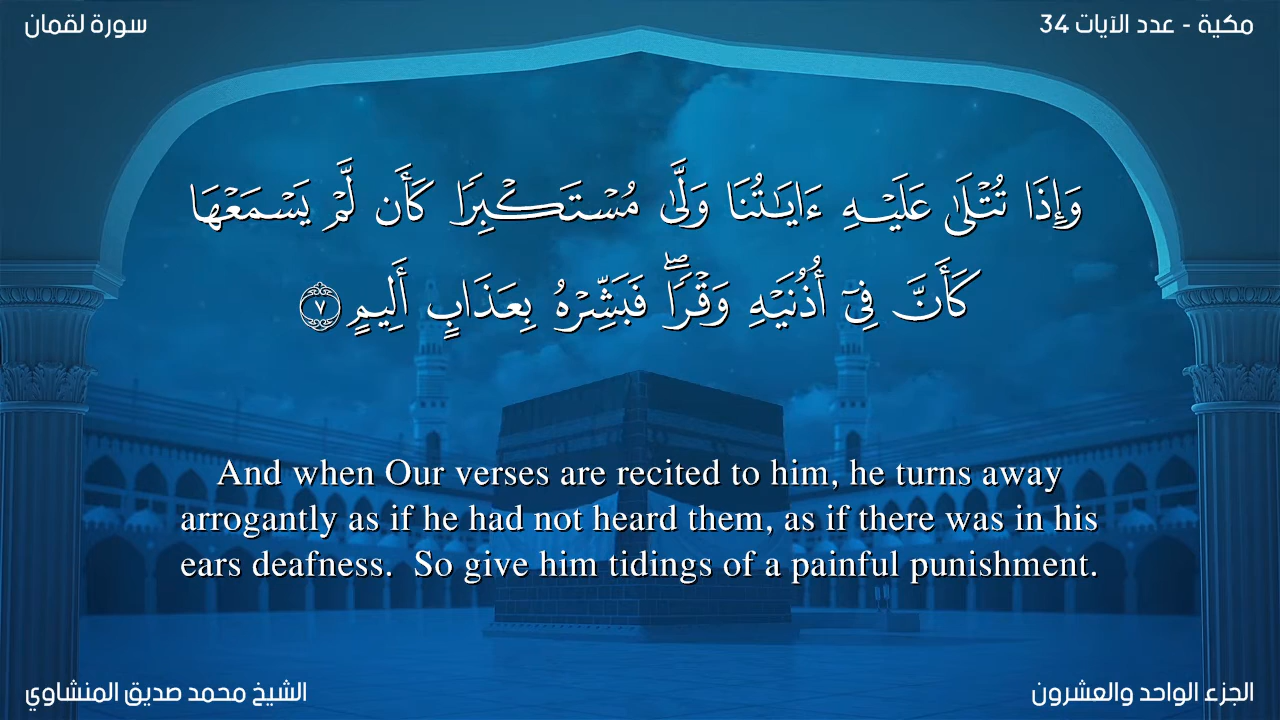 مكية - عدد الآيات 34
سورة لقمان
وَإِذَا تُتْلَىٰ عَلَيْهِ ءَايَـٰتُنَا وَلَّىٰ مُسْتَكْبِرًا كَأَن لَّمْ يَسْمَعْهَا
كَأَنَّ فِىٓ أُذُنَيْهِ وَقْرًا ۖ فَبَشِّرْهُ بِعَذَابٍ أَلِيمٍ ٧
And when Our verses are recited to him, he turns away
arrogantly as if he had not heard them, as if there was in his
ears deafness.  So give him tidings of a painful punishment.
الجزء الواحد والعشرون
الشيخ محمد صديق المنشاوي